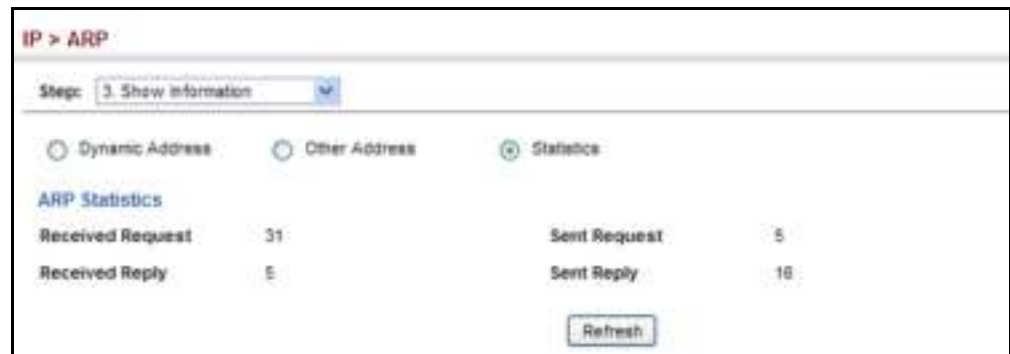 IP > ARP
Step: 3. Show Information
Dynamic Address Other Address Statistics
ARP Statistics
Received Request 31 Sent Request 5
Received Reply 5 Sent Reply 16
Refresh